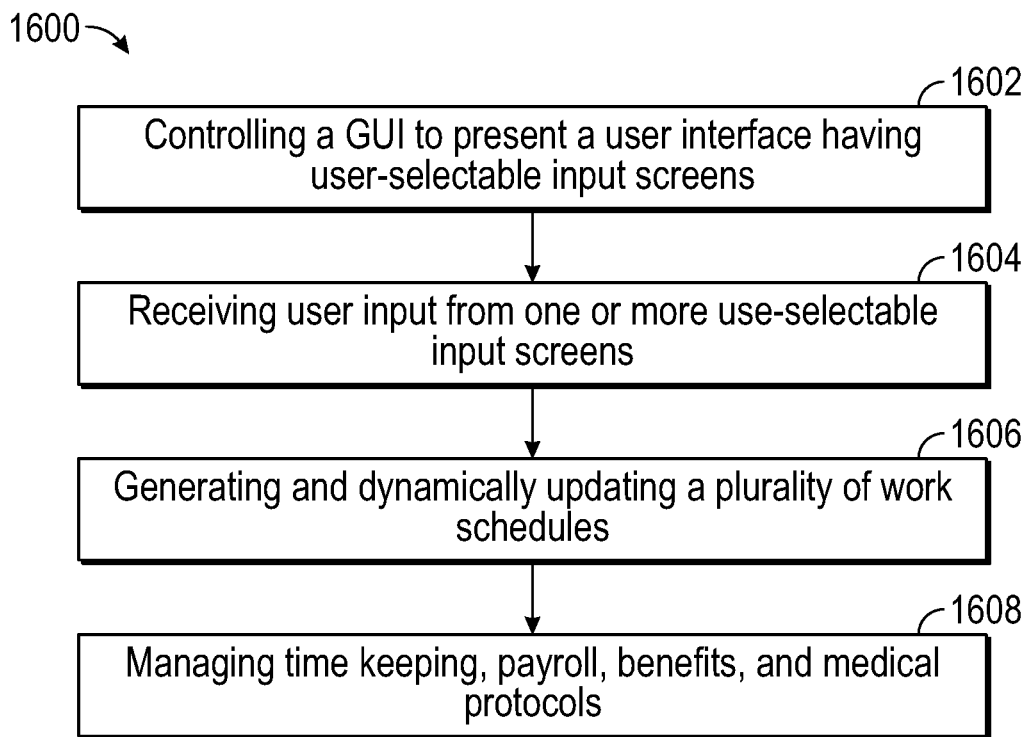 1600
1602
Controlling a GUI to present a user interface having
user-selectable input screens
1604
Receiving user input from one or more use-selectable
input screens
1606
Generating and dynamically updating a plurality of work
schedules
1608
Managing time keeping, payroll, benefits, and medical
protocols